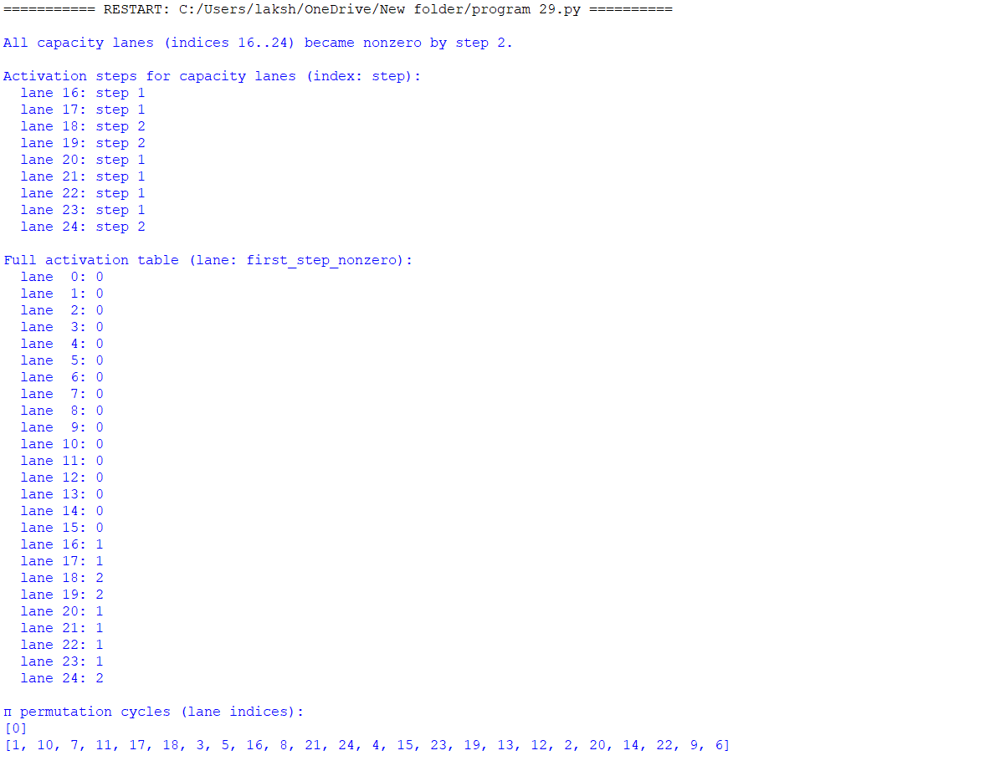 =========== RESTART: C:/Users/laksh/OneDrive/New folder/program 29.py ==========
All capacity lanes (indices 16..24) became nonzero by step 2.
Activation steps for capacity lanes (index: step):
lane 16: step 1
lane 17: step 1
lane 18: step 2
lane 19: step 2
lane 20: step 1
lane 21: step 1
lane 22: step 1
lane 23: step 1
lane 24: step 2
Full activation table (lane: first_step_nonzero):
lane  0: 0
lane  1: 0
lane  2: 0
lane  3: 0
lane  4: 0
lane  5: 0
lane  6: 0
lane  7: 0
lane  8: 0
lane  9: 0
lane 10: 0
lane 11: 0
lane 12: 0
lane 13: 0
lane 14: 0
lane 15: 0
lane 16: 1
lane 17: 1
lane 18: 2
lane 19: 2
lane 20: 1
lane 21: 1
lane 22: 1
lane 23: 1
lane 24: 2
π permutation cycles (lane indices):
[0]
[1, 10, 7, 11, 17, 18, 3, 5, 16, 8, 21, 24, 4, 15, 23, 19, 13, 12, 2, 20, 14, 22, 9, 6]